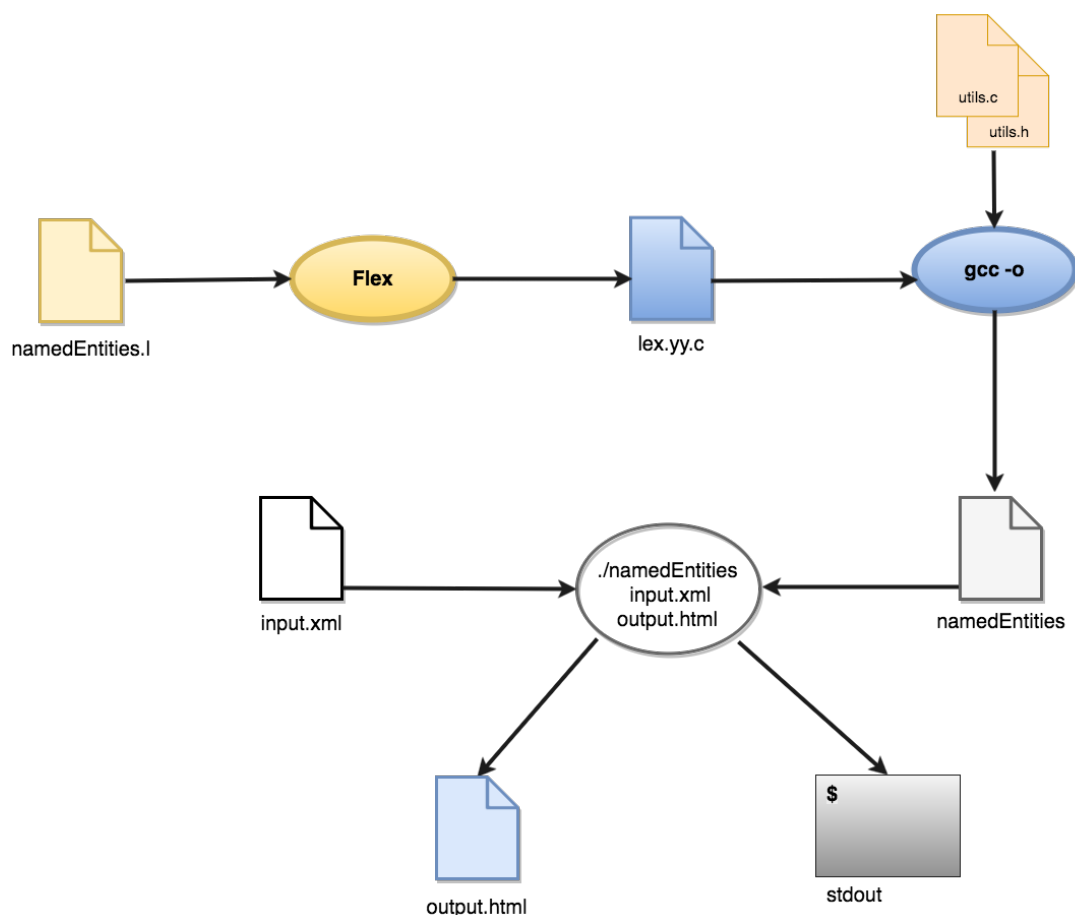 utils.c
utils.h
namedEntities.l
Flex
lex.yy.c
gcc -o
input.xml
./namedEntities
input.xml
output.html
namedEntities
output.html
$
stdout